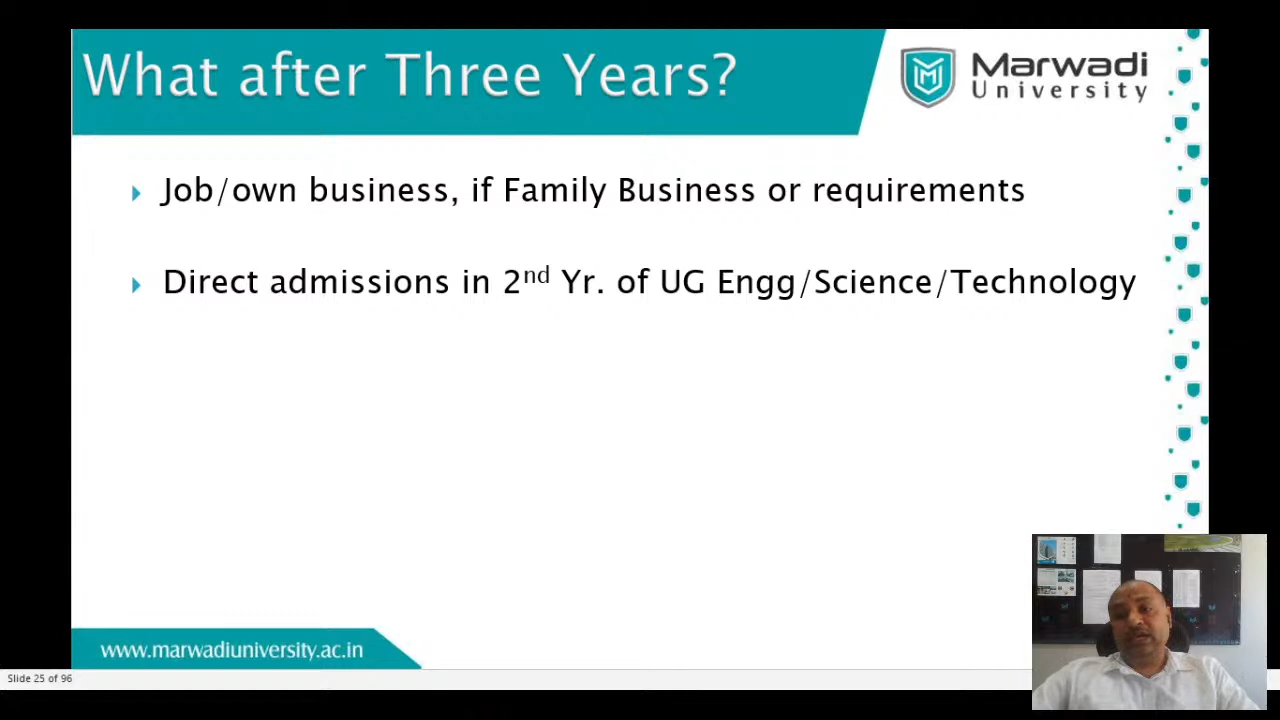 What after Three Years?
Marwadi
University
Job/own business, if Family Business or requirements
Direct admissions in 2nd Yr. of UG Engg/Science/Technology
www.marwadiuniversity.ac.in
Slide 25 of 96